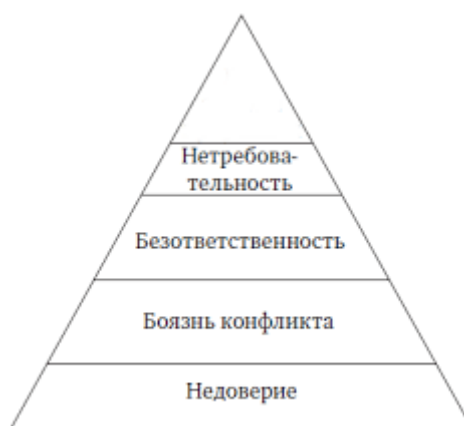 Нетребова-
тельность
Безответственность
Боязнь конфликта
Недоверие